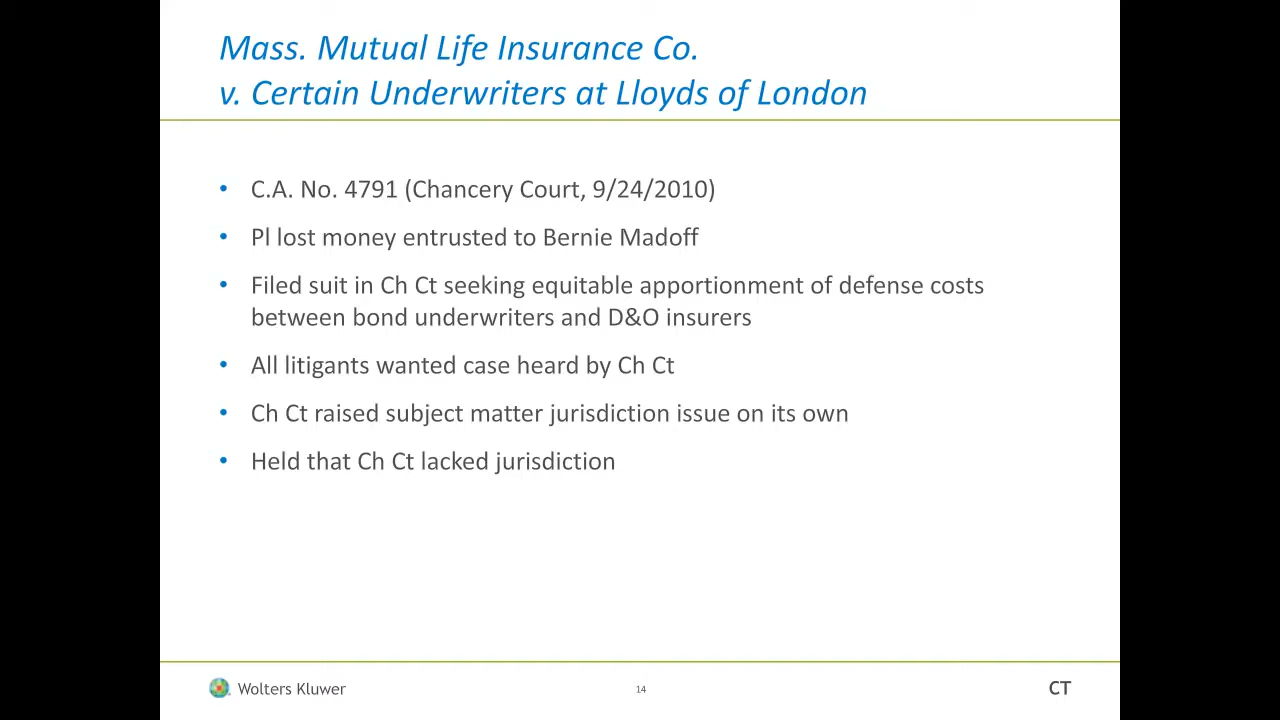 Mass. Mutual Life Insurance Co.
v. Certain Underwriters at Lloyds of London
• C.A. No. 4791 (Chancery Court, 9/24/2010)
• Pl lost money entrusted to Bernie Madoff
• Filed suit in Ch Ct seeking equitable apportionment of defense costs
between bond underwriters and D&O insurers
• All litigants wanted case heard by Ch Ct
• Ch Ct raised subject matter jurisdiction issue on its own
• Held that Ch Ct lacked jurisdiction
Wolters Kluwer
14
CT